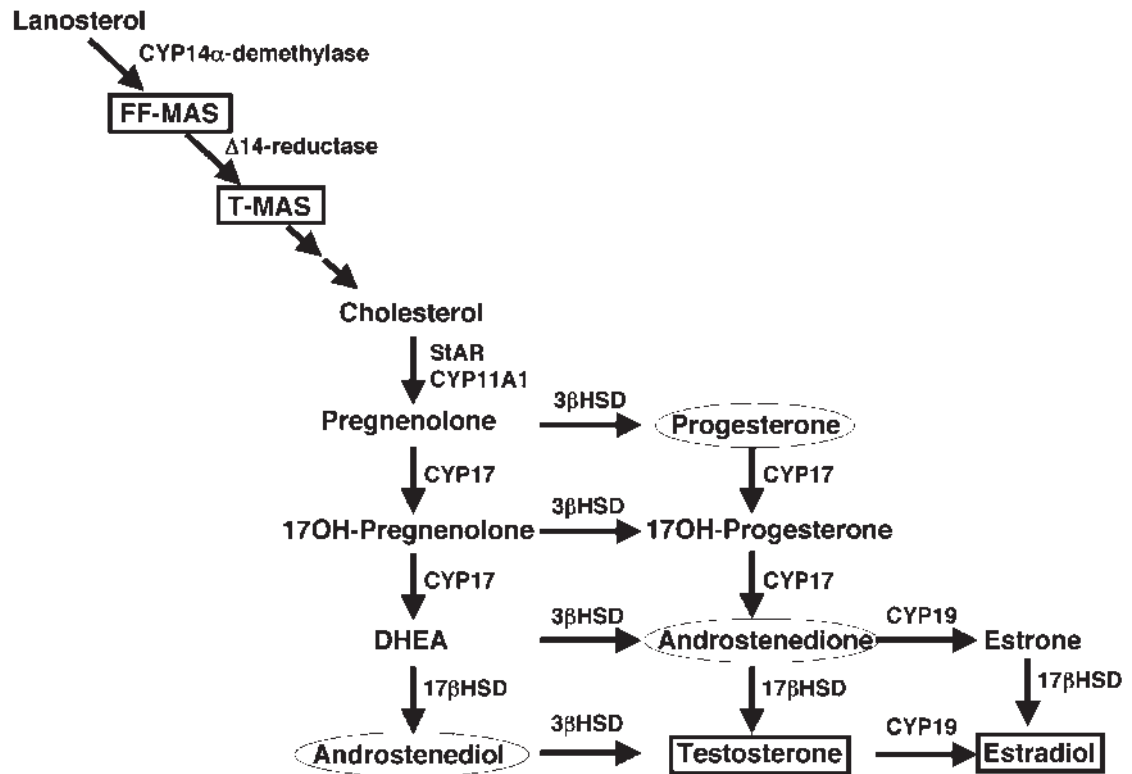 Lanosterol
CYP14α-demethylase
FF-MAS
Δ14-reductase
T-MAS
Cholesterol
StAR
CYP11A1
3βHSD
Pregnenolone
Progesterone
CYP17
CYP17
3βHSD
17OH-Pregnenolone
17OH-Progesterone
CYP17
CYP17
3βHSD
CYP19
DHEA
Androstenedione
Estrone
17βHSD
17βHSD
17βHSD
3βHSD
CYP19
Androstenediol
Testosterone
Estradiol